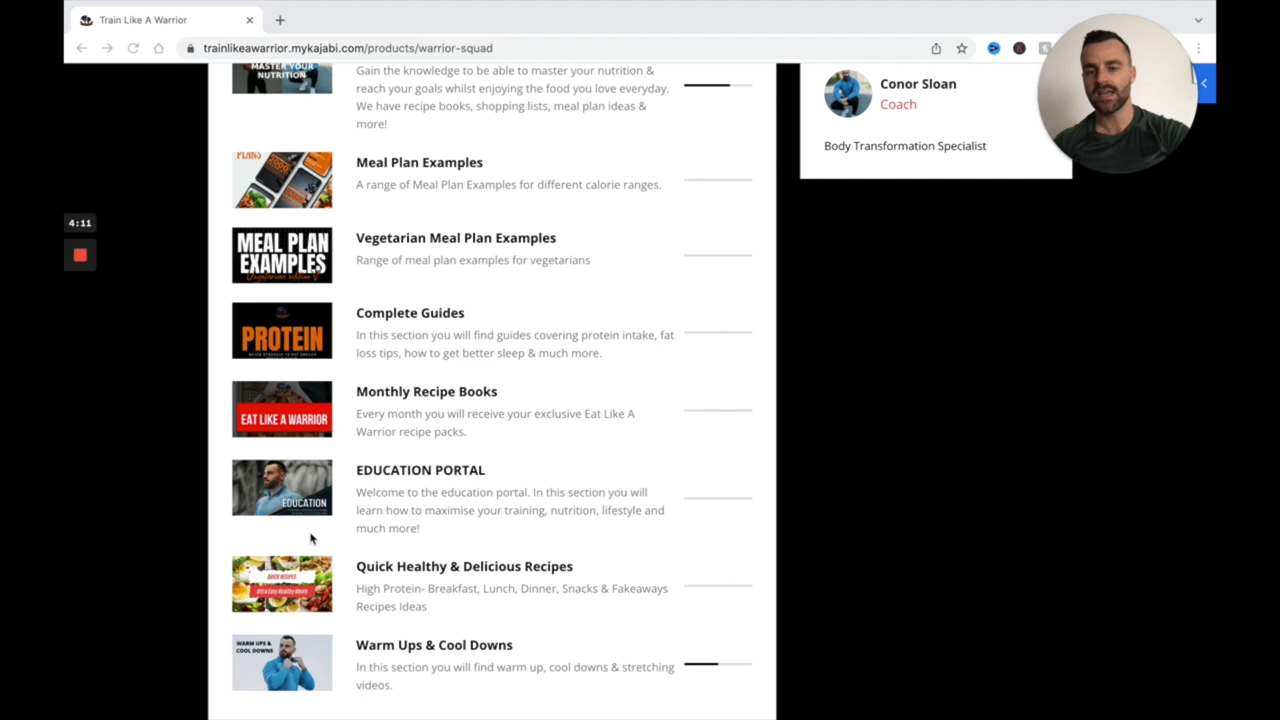 Train Like A Warrior
trainlikeawarrior.mykajabi.com/products/warrior-squad
4:11
MASTER YOUR
NUTRITION
Gain the knowledge to be able to master your nutrition &
reach your goals whilst enjoying the food you love everyday.
We have recipe books, shopping lists, meal plan ideas &
more!
PLANS
Meal Plan Examples
A range of Meal Plan Examples for different calorie ranges.
MEAL PLAN
EXAMPLES
Vegetarian edition V
Vegetarian Meal Plan Examples
Range of meal plan examples for vegetarians
PROTEIN
Complete Guides
In this section you will find guides covering protein intake, fat
loss tips, how to get better sleep & much more.
EAT LIKE A WARRIOR
Monthly Recipe Books
Every month you will receive your exclusive Eat Like A
Warrior recipe packs.
EDUCATION
EDUCATION PORTAL
Welcome to the education portal. In this section you will
learn how to maximise your training, nutrition, lifestyle and
much more!
QUICK RECIPES
Ultra Easy Healthy Meals
Quick Healthy & Delicious Recipes
High Protein- Breakfast, Lunch, Dinner, Snacks & Fakeaways
Recipes Ideas
WARM UPS &
COOL DOWNS
Warm Ups & Cool Downs
In this section you will find warm up, cool downs & stretching
videos.
Conor Sloan
Coach
Body Transformation Specialist